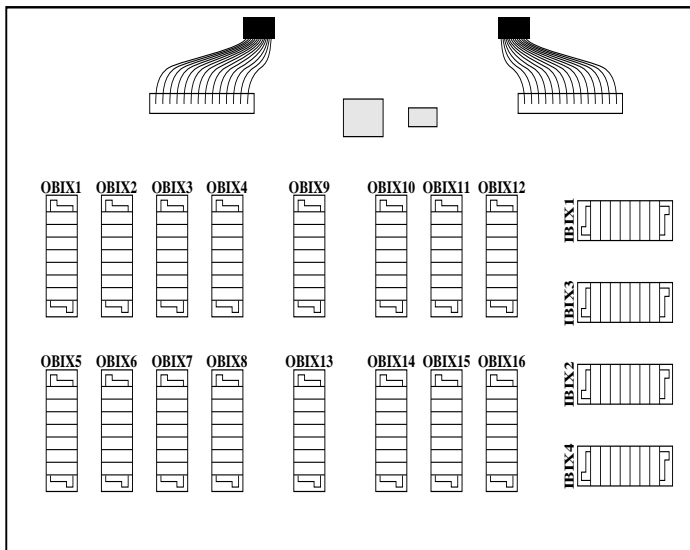 OBIX1 OBIX2 OBIX3 OBIX4 OBIX9 OBIX10 OBIX11 OBIX12
IBIX1
IBIX3
OBIX5 OBIX6 OBIX7 OBIX8 OBIX13 OBIX14 OBIX15 OBIX16
IBIX2
IBIX4